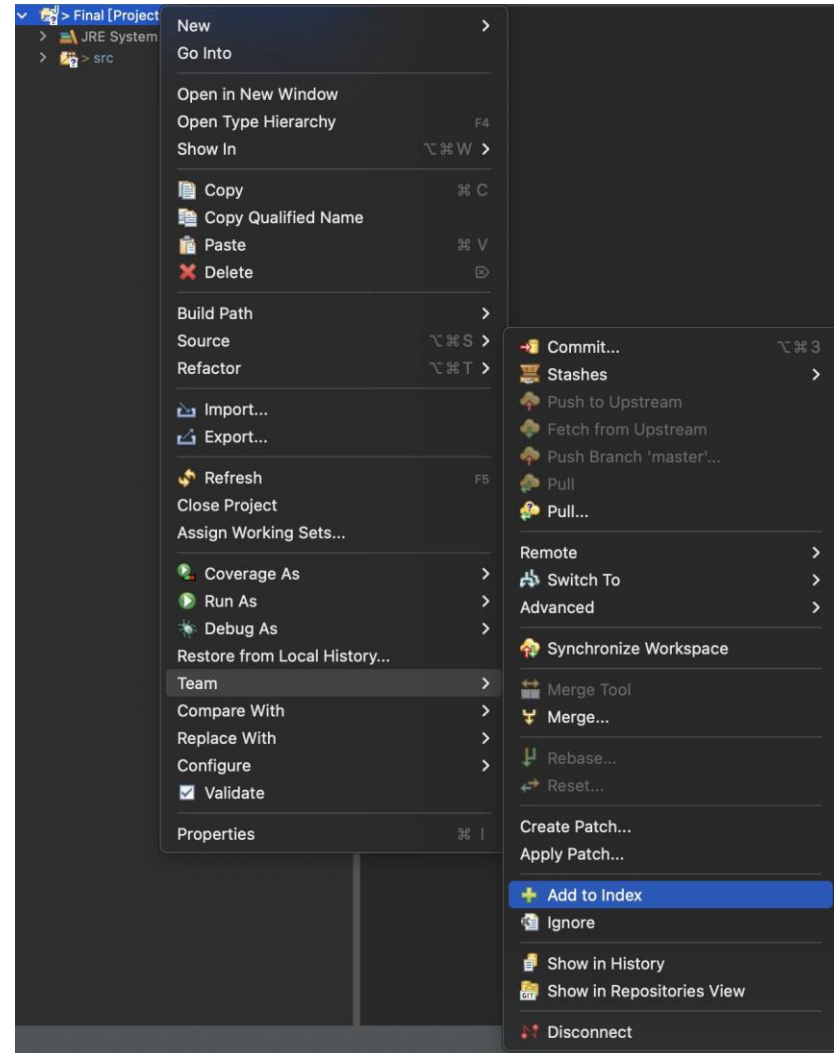 > Final [Project
JRE System
> src
New
Go Into
Open in New Window
Open Type Hierarchy F4
Show In ⌥⌘W
Copy ⌘ C
Copy Qualified Name
Paste ⌘ V
Delete ⌦
Build Path
Source ⌥⌘S
Refactor ⌥⌘T
Import...
Export...
Refresh F5
Close Project
Assign Working Sets...
Coverage As
Run As
Debug As
Restore from Local History...
Team
Compare With
Replace With
Configure
Validate
Properties ⌘ I
Commit... ⌥⌘3
Stashes
Push to Upstream
Fetch from Upstream
Push Branch 'master'...
Pull
Pull...
Remote
Switch To
Advanced
Synchronize Workspace
Merge Tool
Merge...
Rebase...
Reset...
Create Patch...
Apply Patch...
Add to Index
Ignore
Show in History
GIT
Show in Repositories View
Disconnect